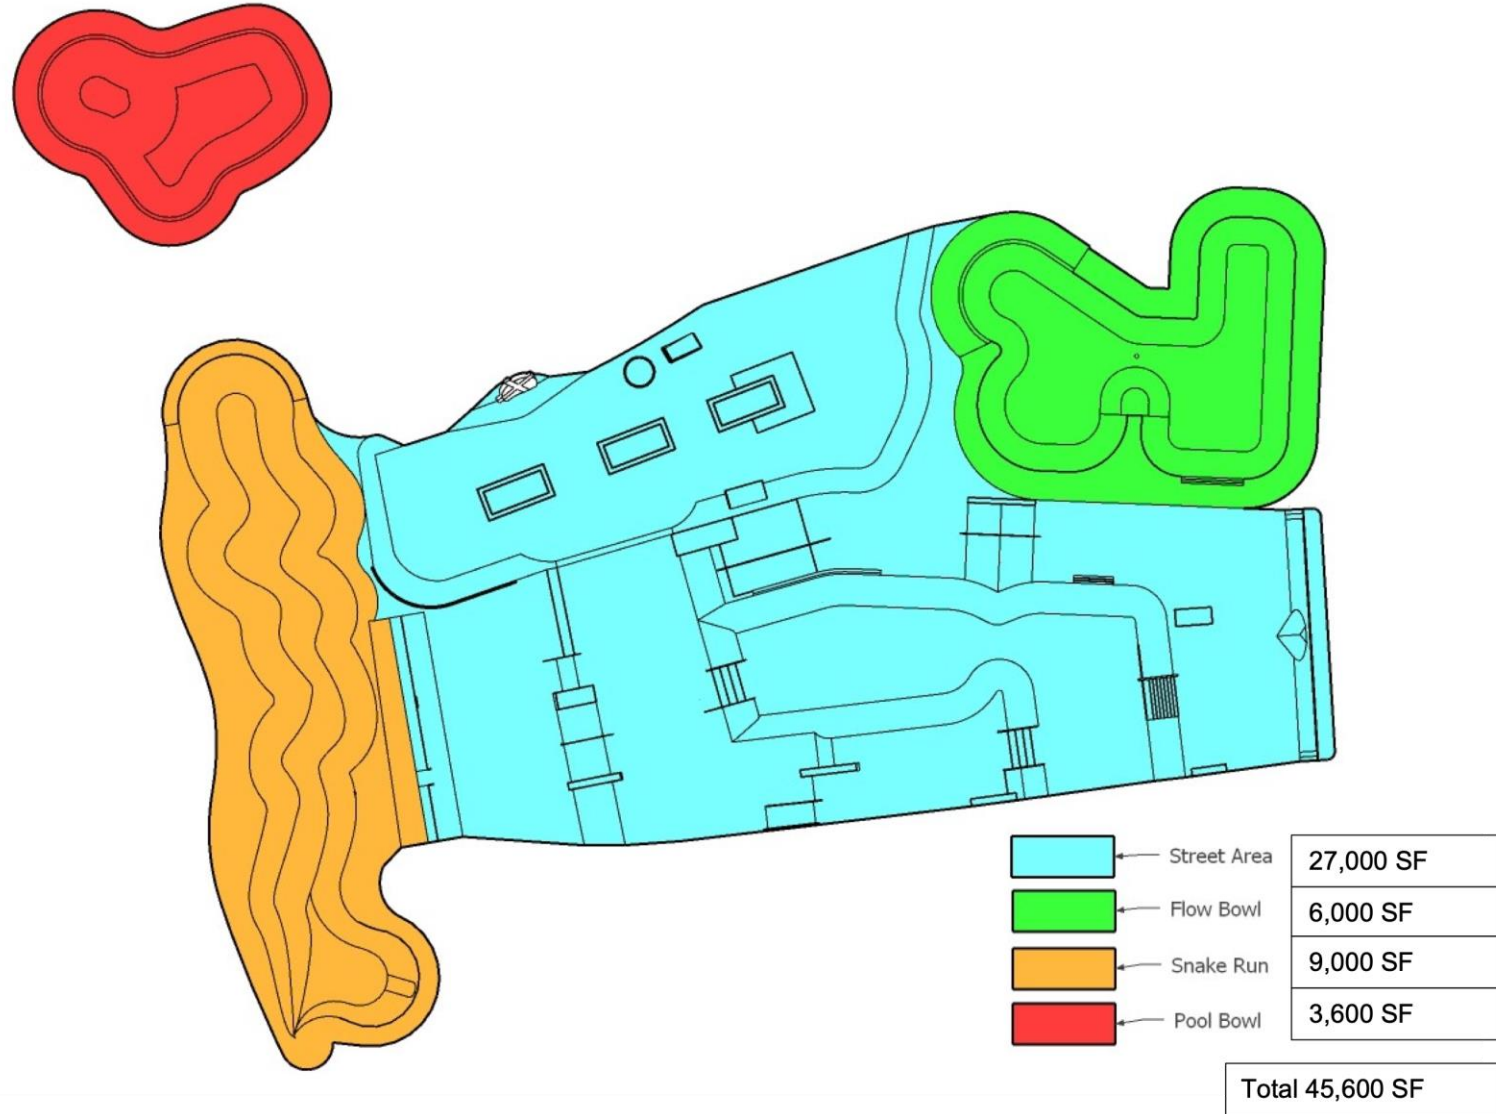 Street Area 27,000 SF
Flow Bowl 6,000 SF
Snake Run 9,000 SF
Pool Bowl 3,600 SF
Total 45,600 SF